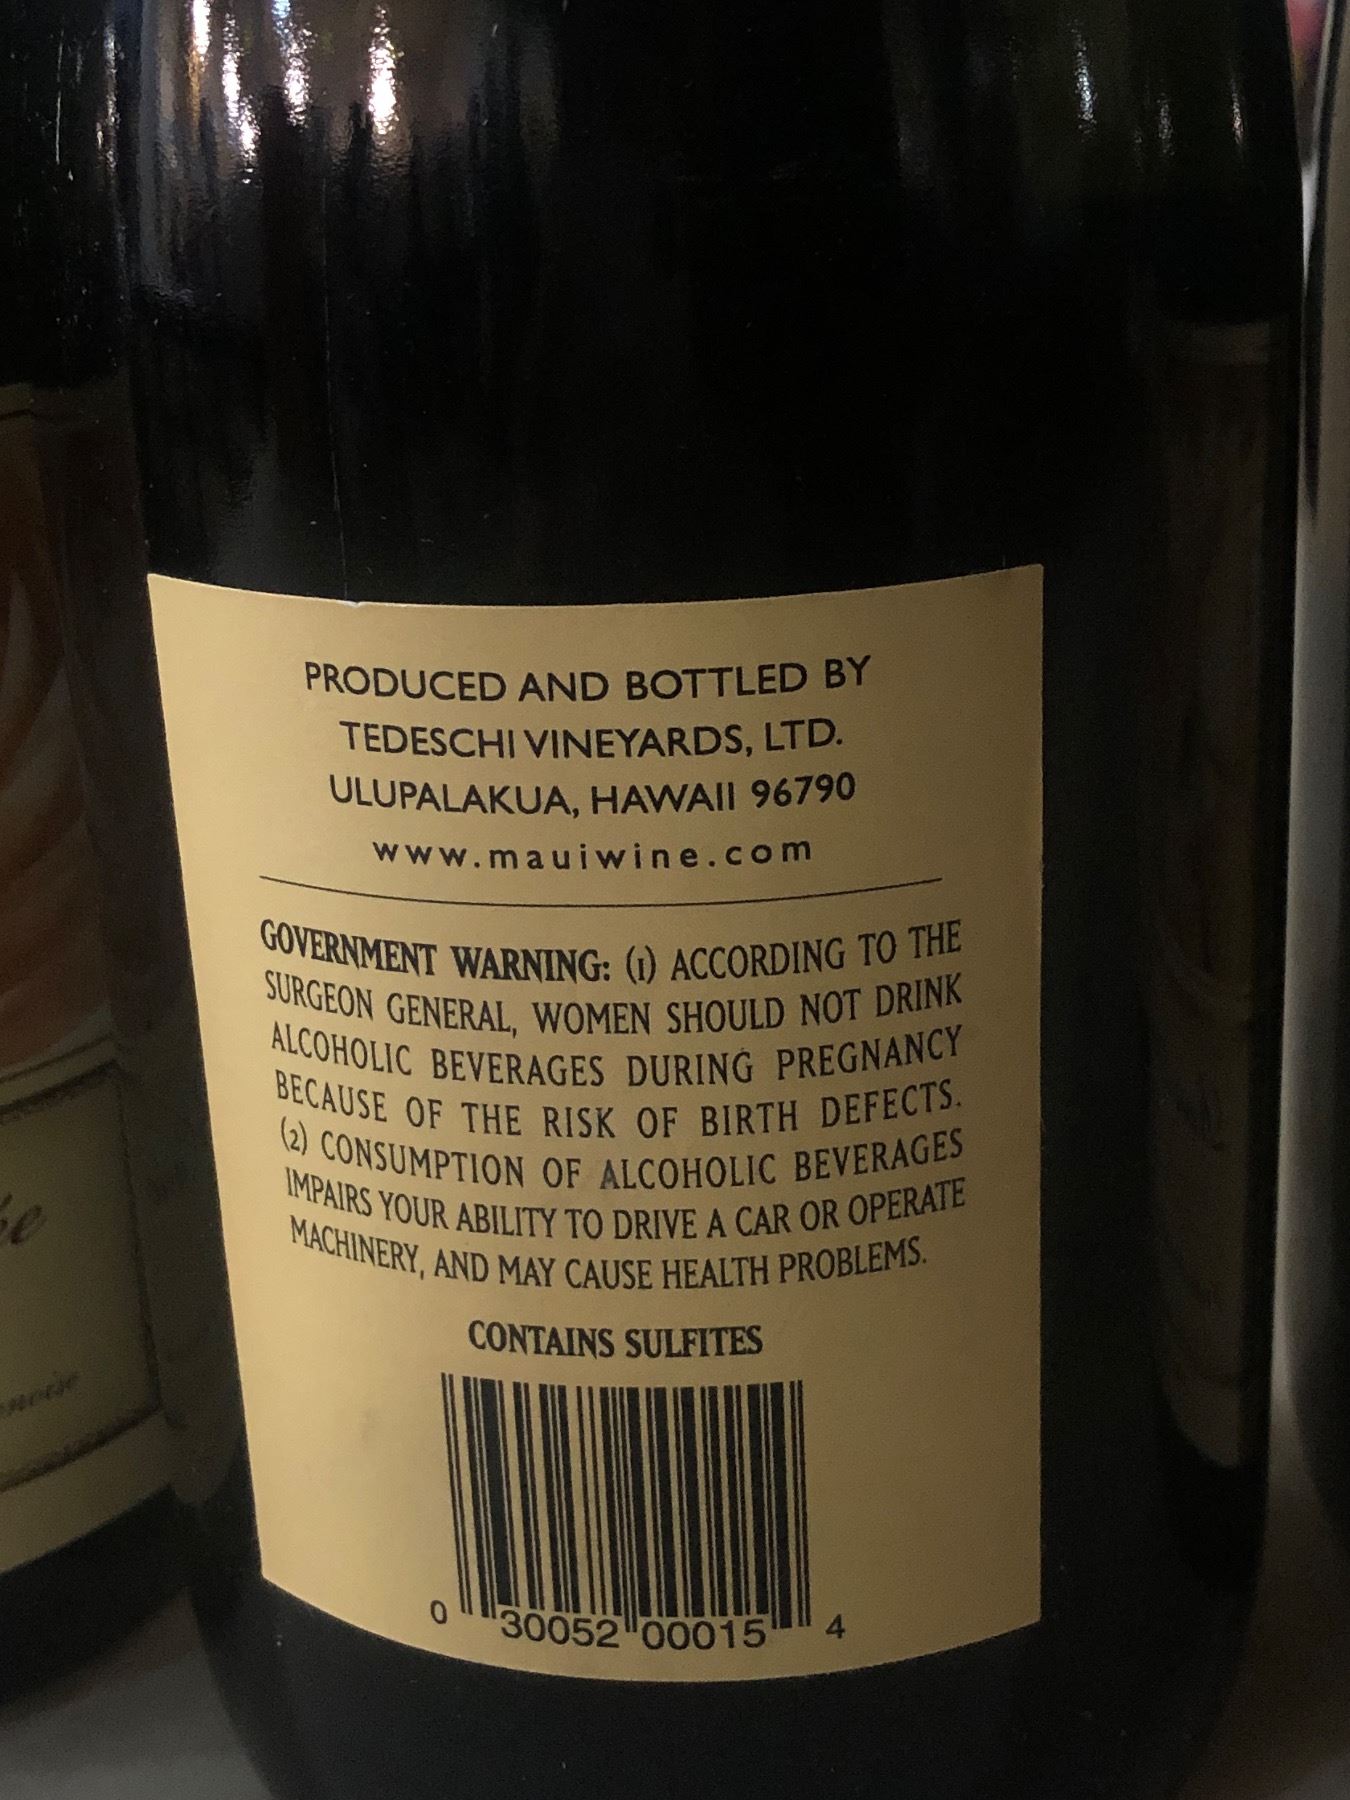 PRODUCED AND BOTTLED BY
TEDESCHI VINEYARDS, LTD.
ULUPALAKUA, HAWAII 96790
www.mauiwine.com
GOVERNMENT WARNING: (1) ACCORDING TO THE
SURGEON GENERAL, WOMEN SHOULD NOT DRINK
ALCOHOLIC BEVERAGES DURING PREGNANCY
BECAUSE OF THE RISK OF BIRTH DEFECTS.
(2) CONSUMPTION OF ALCOHOLIC BEVERAGES
IMPAIRS YOUR ABILITY TO DRIVE A CAR OR OPERATE
MACHINERY, AND MAY CAUSE HEALTH PROBLEMS.
CONTAINS SULFITES
0 30052 00015 4